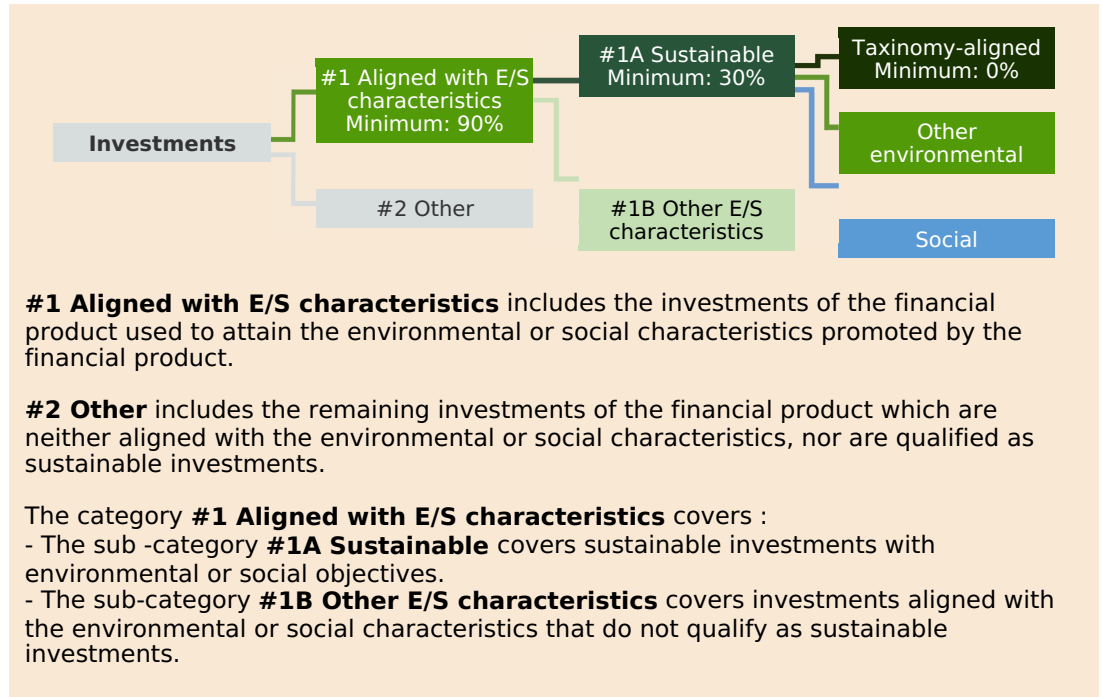 Investments
#1 Aligned with E/S
characteristics
Minimum: 90%
#2 Other
#1A Sustainable
Minimum: 30%
#1B Other E/S
characteristics
Taxinomy-aligned
Minimum: 0%
Other
environmental
Social
#1 Aligned with E/S characteristics includes the investments of the financial
product used to attain the environmental or social characteristics promoted by the
financial product.
#2 Other includes the remaining investments of the financial product which are
neither aligned with the environmental or social characteristics, nor are qualified as
sustainable investments.
The category #1 Aligned with E/S characteristics covers :
- The sub -category #1A Sustainable covers sustainable investments with
environmental or social objectives.
- The sub-category #1B Other E/S characteristics covers investments aligned with
the environmental or social characteristics that do not qualify as sustainable
investments.